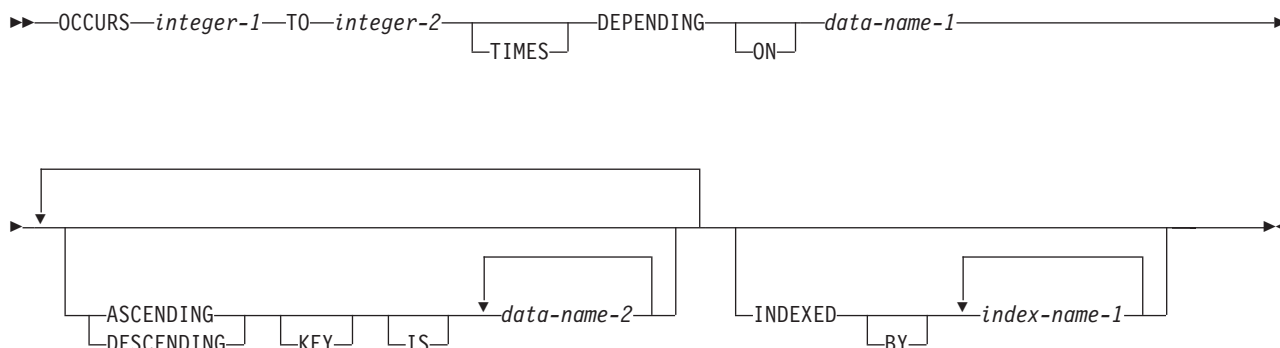 OCCURS integer-1 TO integer-2 TIMES DEPENDING ON data-name-1
ASCENDING KEY IS data-name-2 INDEXED BY index-name-1
DESCENDING